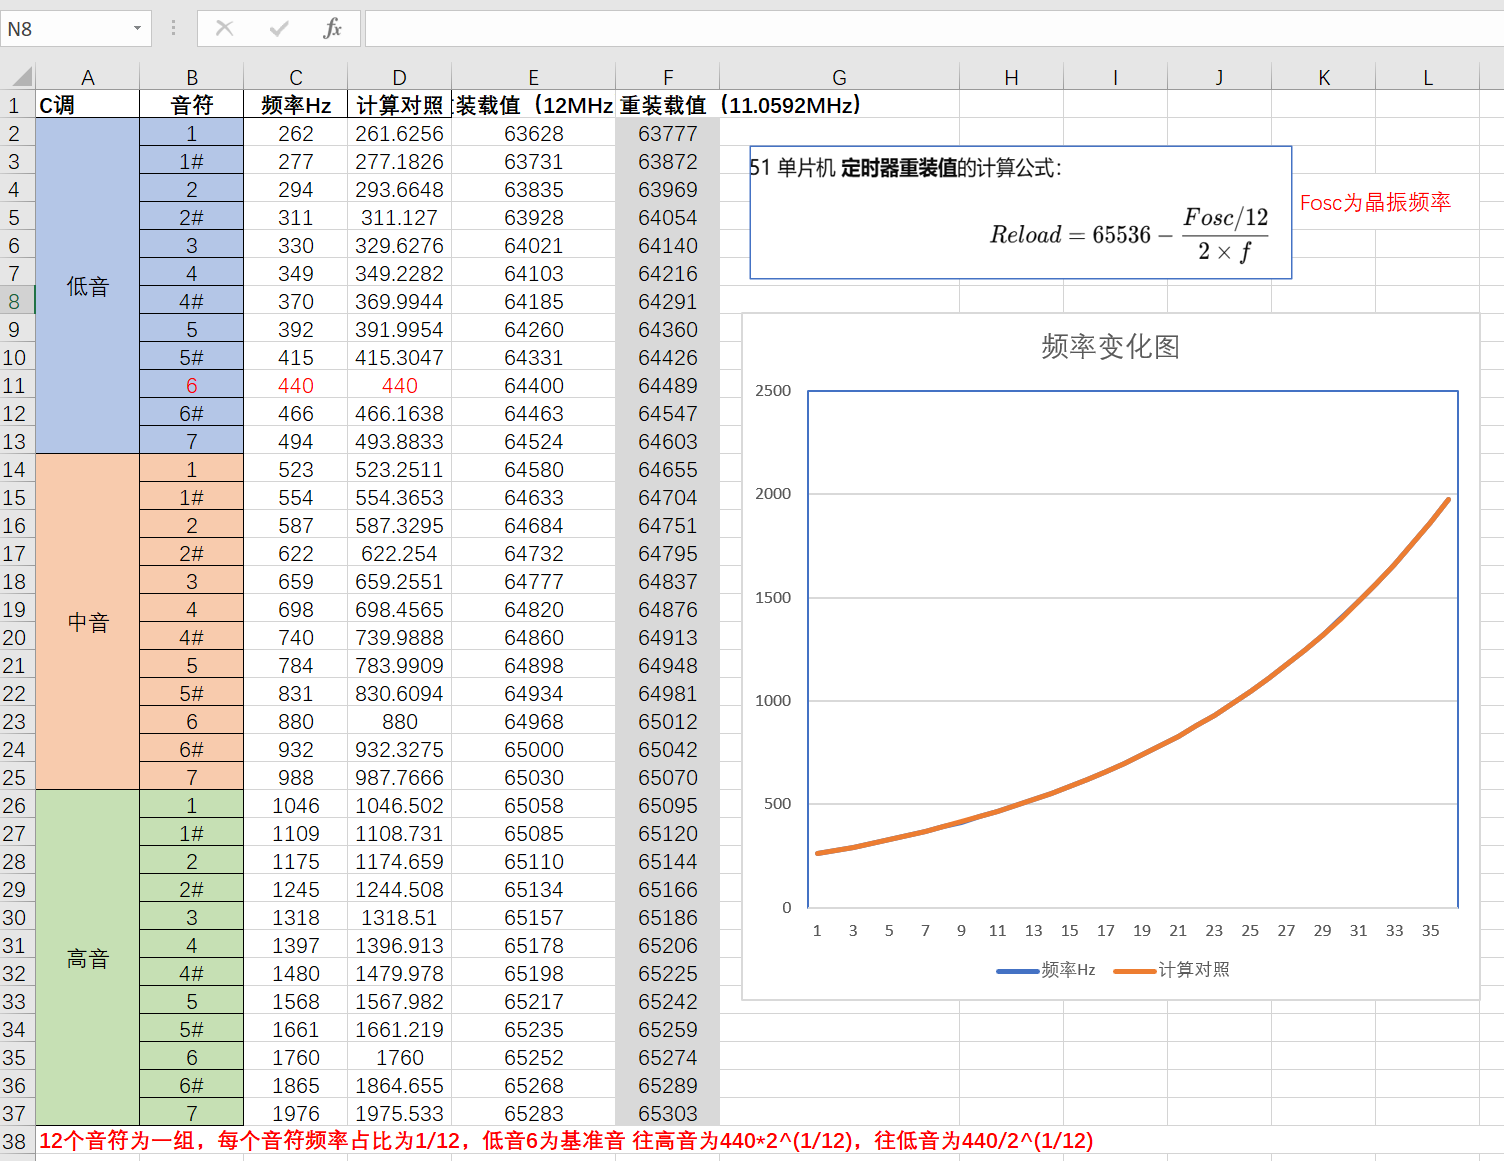 N8
fx
A B C D E F G H I J K L
1 C调 音符 频率Hz 计算对照 装载值（12MHz 重装载值（11.0592MHz）
2 1 262 261.6256 63628 63777
3 1# 277 277.1826 63731 63872
4 2 294 293.6648 63835 63969
5 2# 311 311.127 63928 64054
6 3 330 329.6276 64021 64140
7 4 349 349.2282 64103 64216
8 低音 4# 370 369.9944 64185 64291
9 5 392 391.9954 64260 64360
10 5# 415 415.3047 64331 64426
11 6 440 440 64400 64489
12 6# 466 466.1638 64463 64547
13 7 494 493.8833 64524 64603
14 1 523 523.2511 64580 64655
15 1# 554 554.3653 64633 64704
16 2 587 587.3295 64684 64751
17 2# 622 622.254 64732 64795
18 3 659 659.2551 64777 64837
19 中音 4 698 698.4565 64820 64876
20 4# 740 739.9888 64860 64913
21 5 784 783.9909 64898 64948
22 5# 831 830.6094 64934 64981
23 6 880 880 64968 65012
24 6# 932 932.3275 65000 65042
25 7 988 987.7666 65030 65070
26 1 1046 1046.502 65058 65095
27 1# 1109 1108.731 65085 65120
28 2 1175 1174.659 65110 65144
29 2# 1245 1244.508 65134 65166
30 3 1318 1318.51 65157 65186
31 高音 4 1397 1396.913 65178 65206
32 4# 1480 1479.978 65198 65225
33 5 1568 1567.982 65217 65242
34 5# 1661 1661.219 65235 65259
35 6 1760 1760 65252 65274
36 6# 1865 1864.655 65268 65289
37 7 1976 1975.533 65283 65303
38 12个音符为一组，每个音符频率占比为1/12，低音6为基准音 往高音为440*2^(1/12)，往低音为440/2^(1/12)
51 单片机 定时器重装值的计算公式：
Reload = 65536 − Fosc/12
2 × f
Fosc为晶振频率
频率变化图
2500
2000
1500
1000
500
0
1 3 5 7 9 11 13 15 17 19 21 23 25 27 29 31 33 35
频率Hz 计算对照